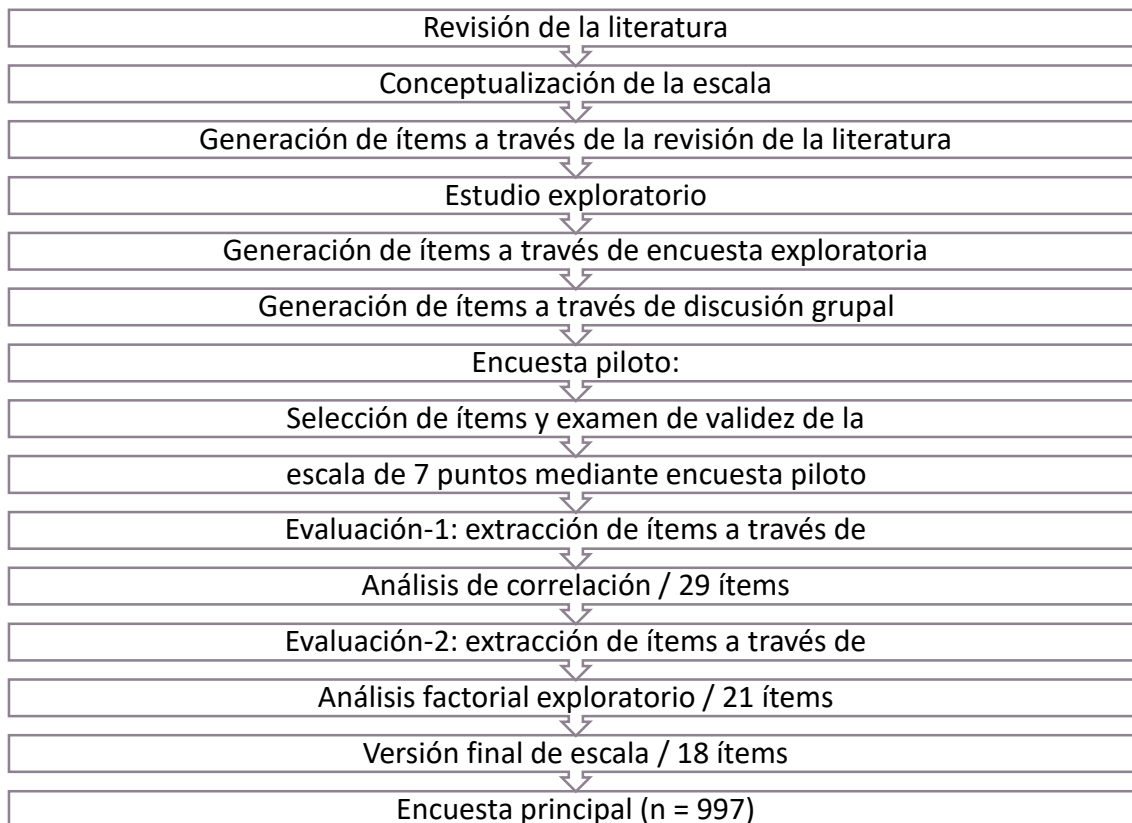 Revisión de la literatura
Conceptualización de la escala
Generación de ítems a través de la revisión de la literatura
Estudio exploratorio
Generación de ítems a través de encuesta exploratoria
Generación de ítems a través de discusión grupal
Encuesta piloto:
Selección de ítems y examen de validez de la
escala de 7 puntos mediante encuesta piloto
Evaluación-1: extracción de ítems a través de
Análisis de correlación / 29 ítems
Evaluación-2: extracción de ítems a través de
Análisis factorial exploratorio / 21 ítems
Versión final de escala / 18 ítems
Encuesta principal (n = 997)